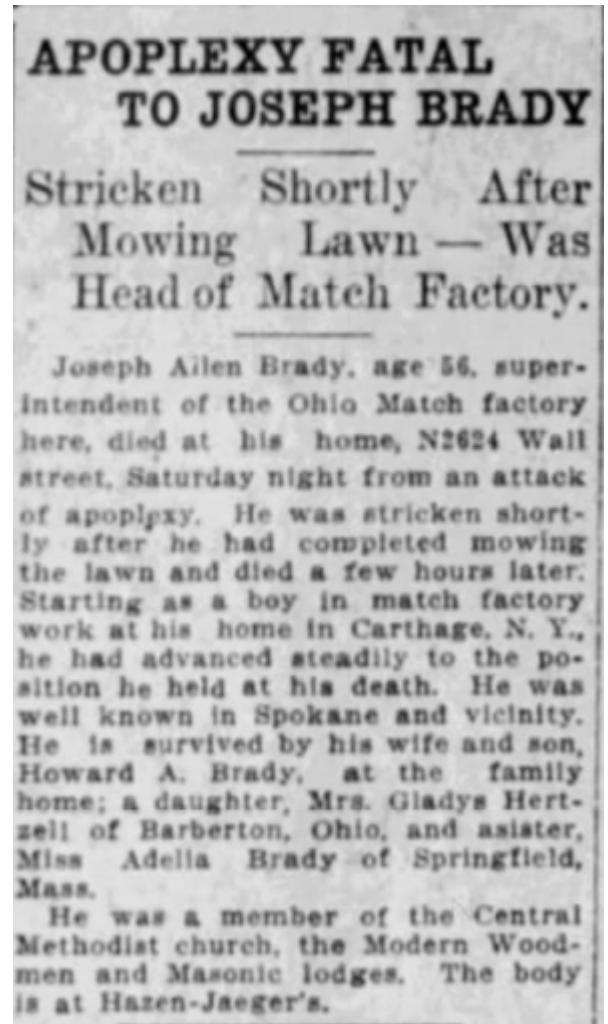 APOPLEXY FATAL
TO JOSEPH BRADY
Stricken Shortly After
Mowing Lawn — Was
Head of Match Factory.
Joseph Allen Brady, age 56, super-
intendent of the Ohio Match factory
here, died at his home, N2624 Wall
street, Saturday night from an attack
of apoplexy. He was stricken short-
ly after he had completed mowing
the lawn and died a few hours later.
Starting as a boy in match factory
work at his home in Carthage, N. Y.,
he had advanced steadily to the po-
sition he held at his death. He was
well known in Spokane and vicinity.
He is survived by his wife and son,
Howard A. Brady, at the family
home; a daughter, Mrs. Gladys Hert-
zell of Barberton, Ohio, and asister,
Miss Adella Brady of Springfield,
Mass.
He was a member of the Central
Methodist church, the Modern Wood-
men and Masonic lodges. The body
is at Hazen-Jaeger's.